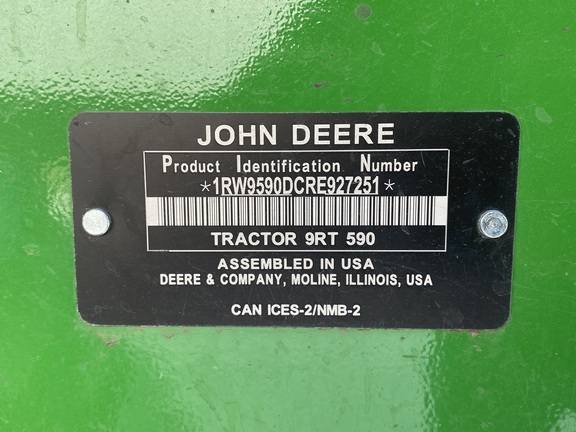 JOHN DEERE
Product Identification Number
*1RW9590DCRE927251*
TRACTOR 9RT 590
ASSEMBLED IN USA
DEERE & COMPANY, MOLINE, ILLINOIS, USA
CAN ICES-2/NMB-2